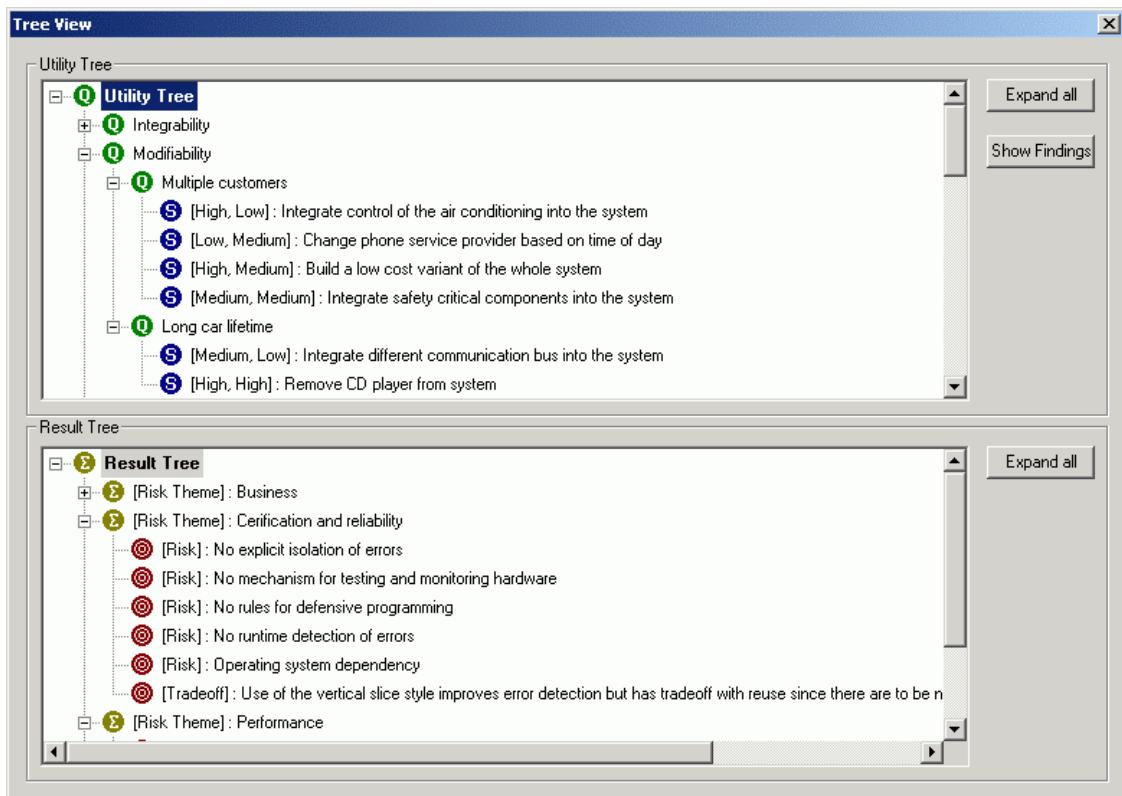 Tree View
Utility Tree
Utility Tree
Expand all
Integrability
Modifiability
Show Findings
Multiple customers
[High, Low] : Integrate control of the air conditioning into the system
[Low, Medium] : Change phone service provider based on time of day
[High, Medium] : Build a low cost variant of the whole system
[Medium, Medium] : Integrate safety critical components into the system
Long car lifetime
[Medium, Low] : Integrate different communication bus into the system
[High, High] : Remove CD player from system
Result Tree
Result Tree
Expand all
[Risk Theme] : Business
[Risk Theme] : Cerification and reliability
[Risk] : No explicit isolation of errors
[Risk] : No mechanism for testing and monitoring hardware
[Risk] : No rules for defensive programming
[Risk] : No runtime detection of errors
[Risk] : Operating system dependency
[Tradeoff] : Use of the vertical slice style improves error detection but has tradeoff with reuse since there are to be n
[Risk Theme] : Performance